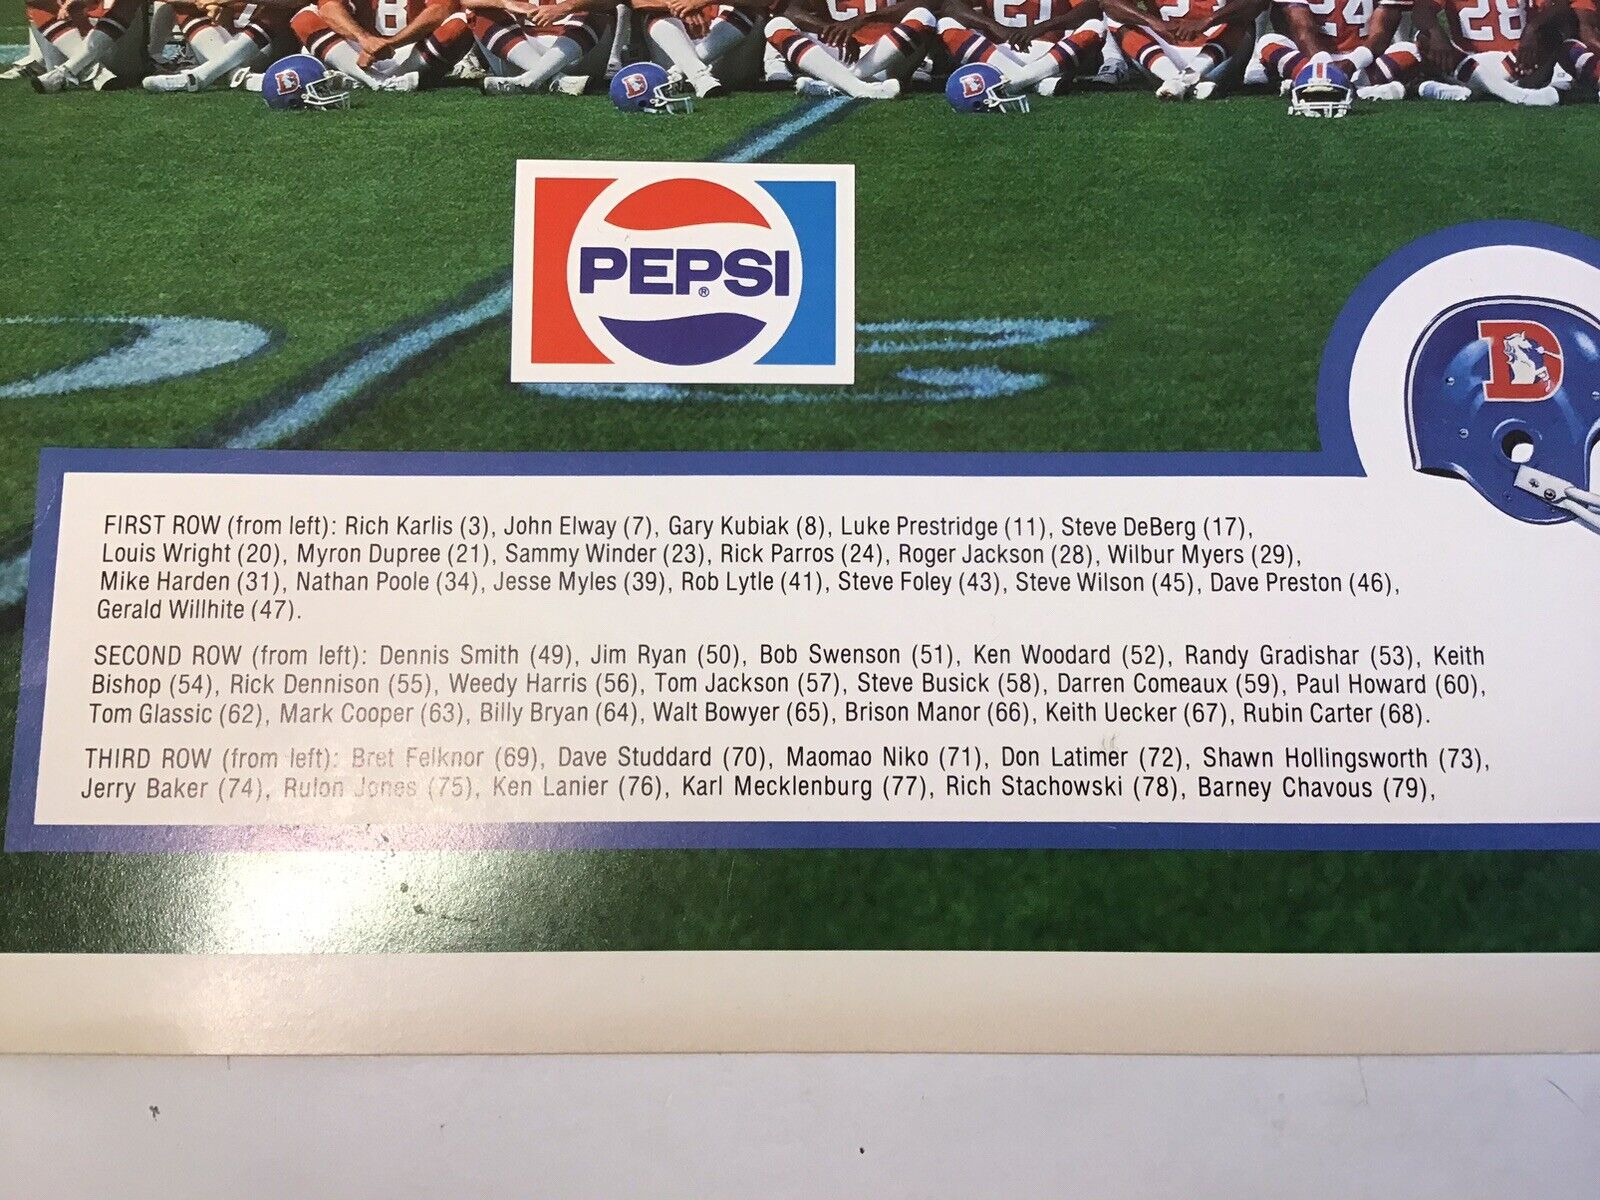 8
20
21
23
24
28
PEPSI
®
D
FIRST ROW (from left): Rich Karlis (3), John Elway (7), Gary Kubiak (8), Luke Prestridge (11), Steve DeBerg (17),
Louis Wright (20), Myron Dupree (21), Sammy Winder (23), Rick Parros (24), Roger Jackson (28), Wilbur Myers (29),
Mike Harden (31), Nathan Poole (34), Jesse Myles (39), Rob Lytle (41), Steve Foley (43), Steve Wilson (45), Dave Preston (46),
Gerald Willhite (47).
SECOND ROW (from left): Dennis Smith (49), Jim Ryan (50), Bob Swenson (51), Ken Woodard (52), Randy Gradishar (53), Keith
Bishop (54), Rick Dennison (55), Weedy Harris (56), Tom Jackson (57), Steve Busick (58), Darren Comeaux (59), Paul Howard (60),
Tom Glassic (62), Mark Cooper (63), Billy Bryan (64), Walt Bowyer (65), Brison Manor (66), Keith Uecker (67), Rubin Carter (68).
THIRD ROW (from left): Bret Felknor (69), Dave Studdard (70), Maomao Niko (71), Don Latimer (72), Shawn Hollingsworth (73),
Jerry Baker (74), Rulon Jones (75), Ken Lanier (76), Karl Mecklenburg (77), Rich Stachowski (78), Barney Chavous (79),